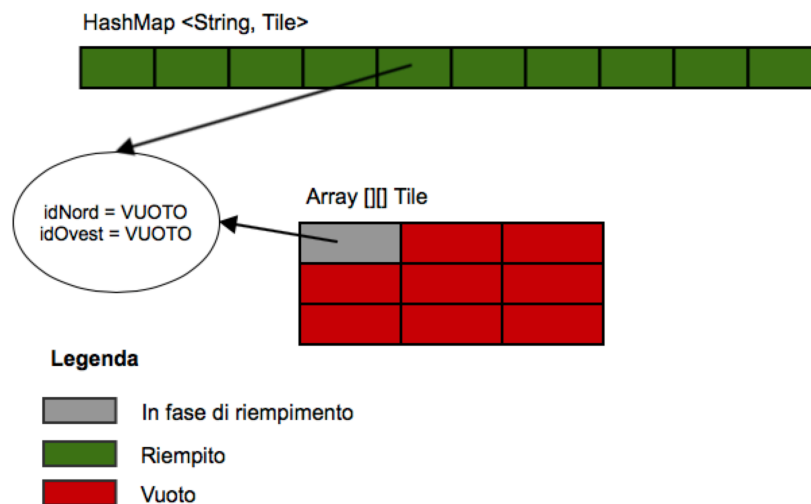 HashMap <String, Tile>
idNord = VUOTO
idOvest = VUOTO
Array [][] Tile
Legenda
In fase di riempimento
Riempito
Vuoto